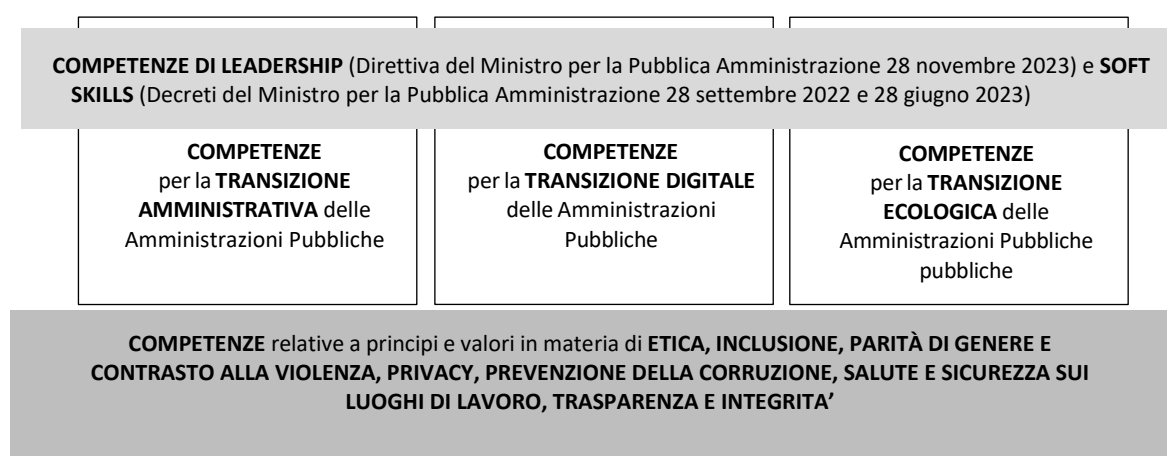 COMPETENZE DI LEADERSHIP (Direttiva del Ministro per la Pubblica Amministrazione 28 novembre 2023) e SOFT
SKILLS (Decreti del Ministro per la Pubblica Amministrazione 28 settembre 2022 e 28 giugno 2023)
COMPETENZE
per la TRANSIZIONE
AMMINISTRATIVA delle
Amministrazioni Pubbliche
COMPETENZE
per la TRANSIZIONE DIGITALE
delle Amministrazioni
Pubbliche
COMPETENZE
per la TRANSIZIONE
ECOLOGICA delle
Amministrazioni Pubbliche
pubbliche
COMPETENZE relative a principi e valori in materia di ETICA, INCLUSIONE, PARITÀ DI GENERE E
CONTRASTO ALLA VIOLENZA, PRIVACY, PREVENZIONE DELLA CORRUZIONE, SALUTE E SICUREZZA SUI
LUOGHI DI LAVORO, TRASPARENZA E INTEGRITA’